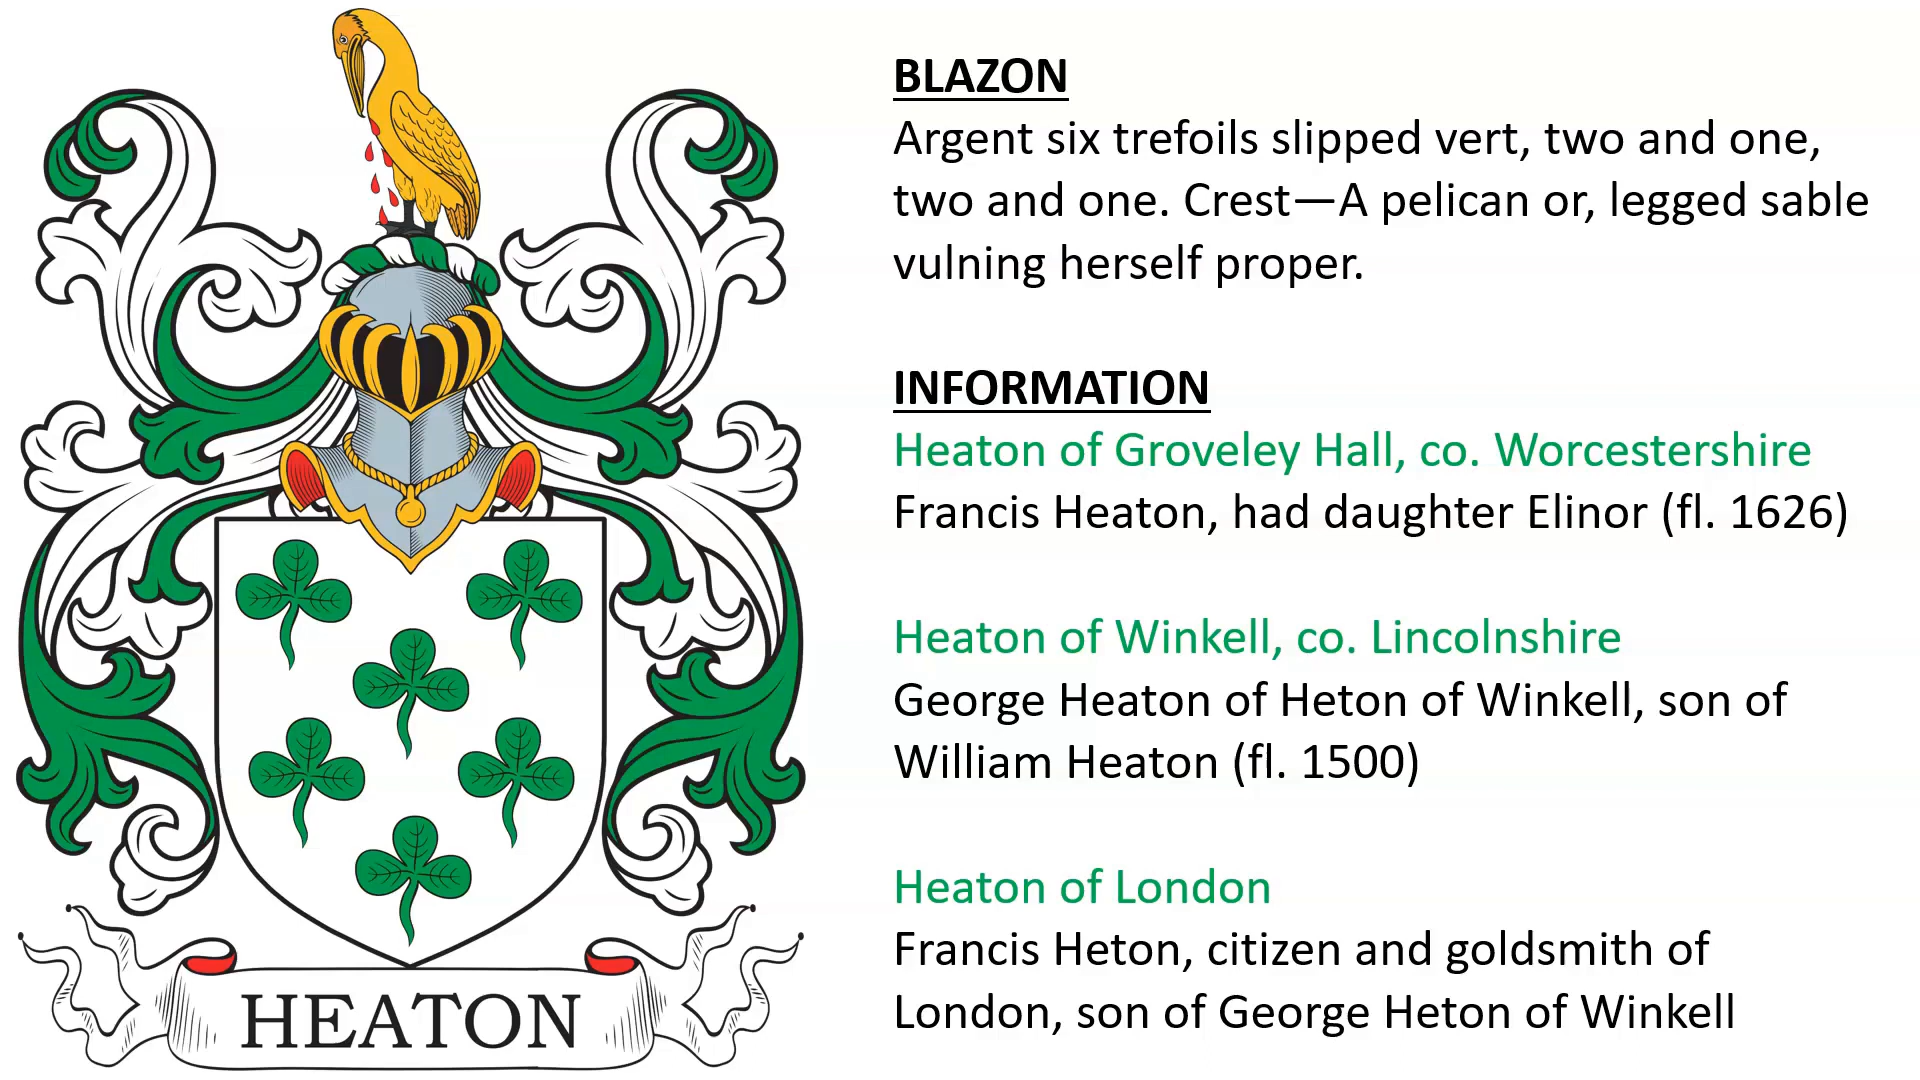 BLAZON
Argent six trefoils slipped vert, two and one,
two and one. Crest—A pelican or, legged sable
vulning herself proper.
INFORMATION
Heaton of Groveley Hall, co. Worcestershire
Francis Heaton, had daughter Elinor (fl. 1626)
Heaton of Winkell, co. Lincolnshire
George Heaton of Heton of Winkell, son of
William Heaton (fl. 1500)
Heaton of London
Francis Heton, citizen and goldsmith of
London, son of George Heton of Winkell
HEATON